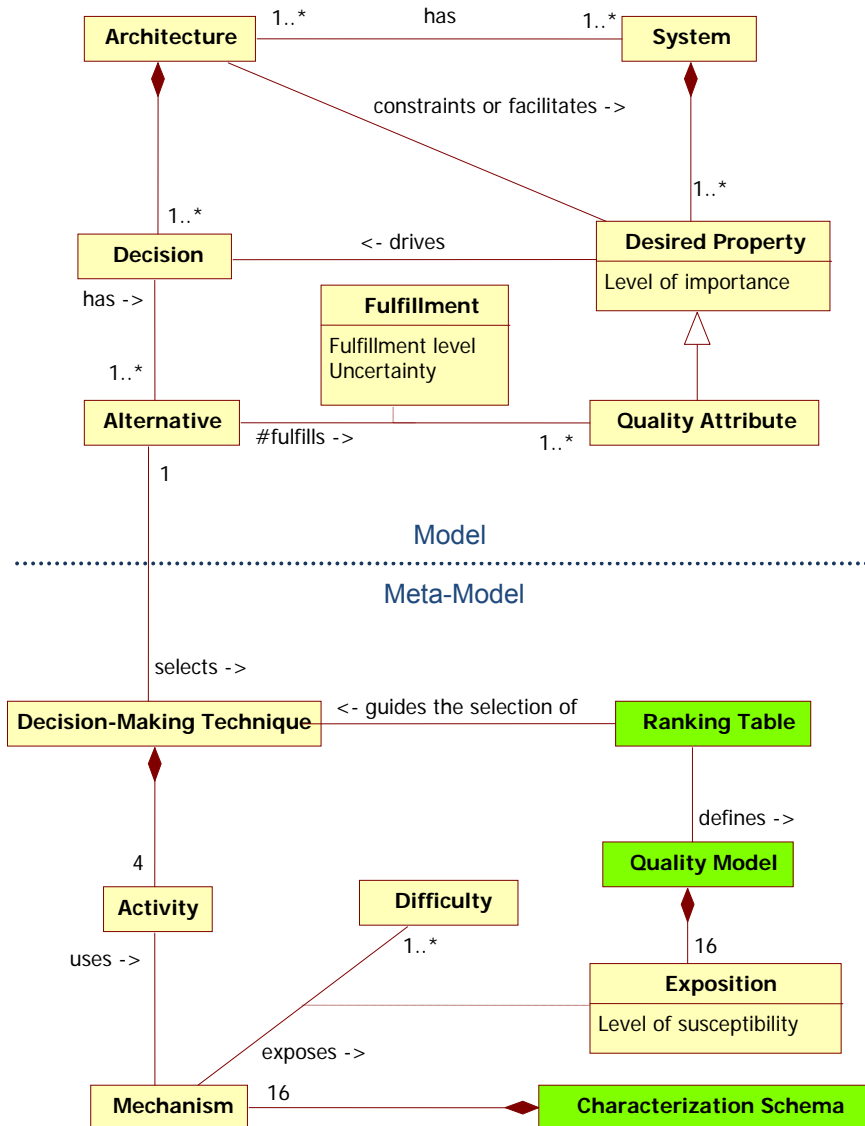 1..*
has
1..*
Architecture
System
constraints or facilitates ->
1..*
1..*
Decision
<- drives
Desired Property
Level of importance
has ->
Fulfillment
Fulfillment level
Uncertainty
1..*
Alternative
#fulfills ->
1..*
Quality Attribute
1
Model
Meta-Model
selects ->
Decision-Making Technique
<- guides the selection of
Ranking Table
defines ->
4
Quality Model
Activity
Difficulty
1..*
16
uses ->
Exposition
Level of susceptibility
exposes ->
Mechanism
16
Characterization Schema